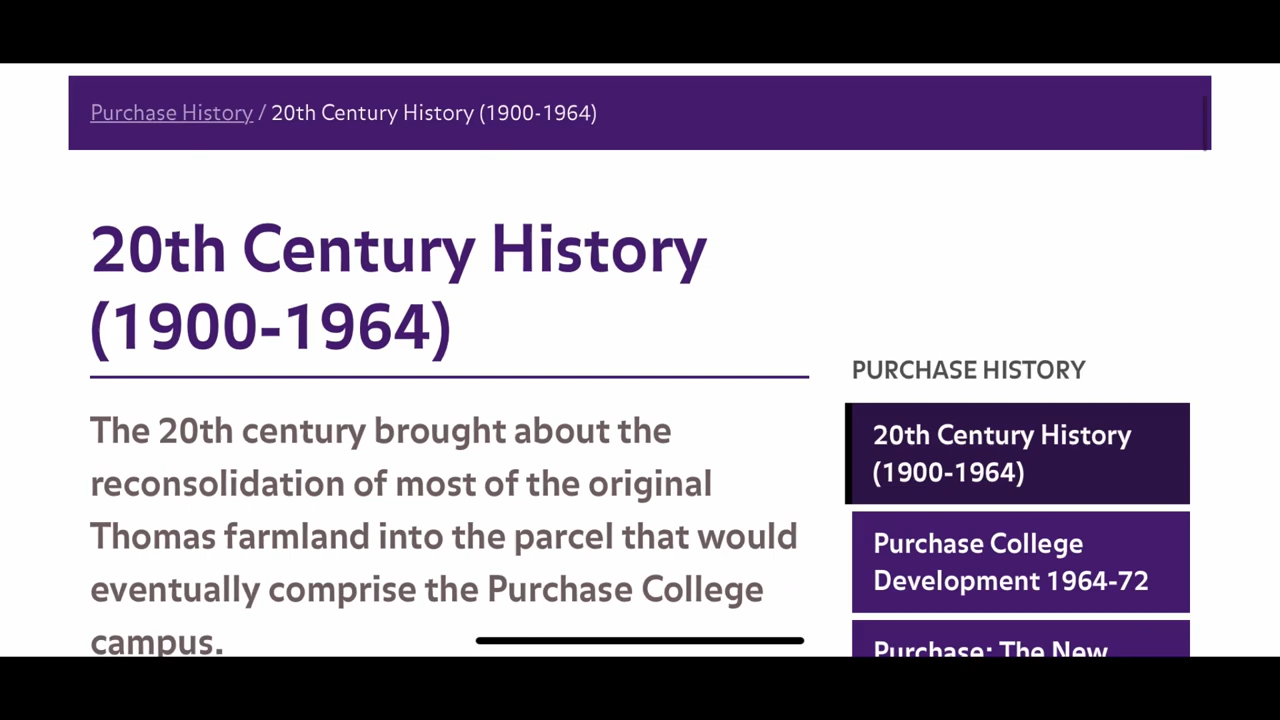 Purchase History / 20th Century History (1900-1964)
20th Century History
(1900-1964)
The 20th century brought about the
reconsolidation of most of the original
Thomas farmland into the parcel that would
eventually comprise the Purchase College
campus.
PURCHASE HISTORY
20th Century History
(1900-1964)
Purchase College
Development 1964-72
Purchase: The New